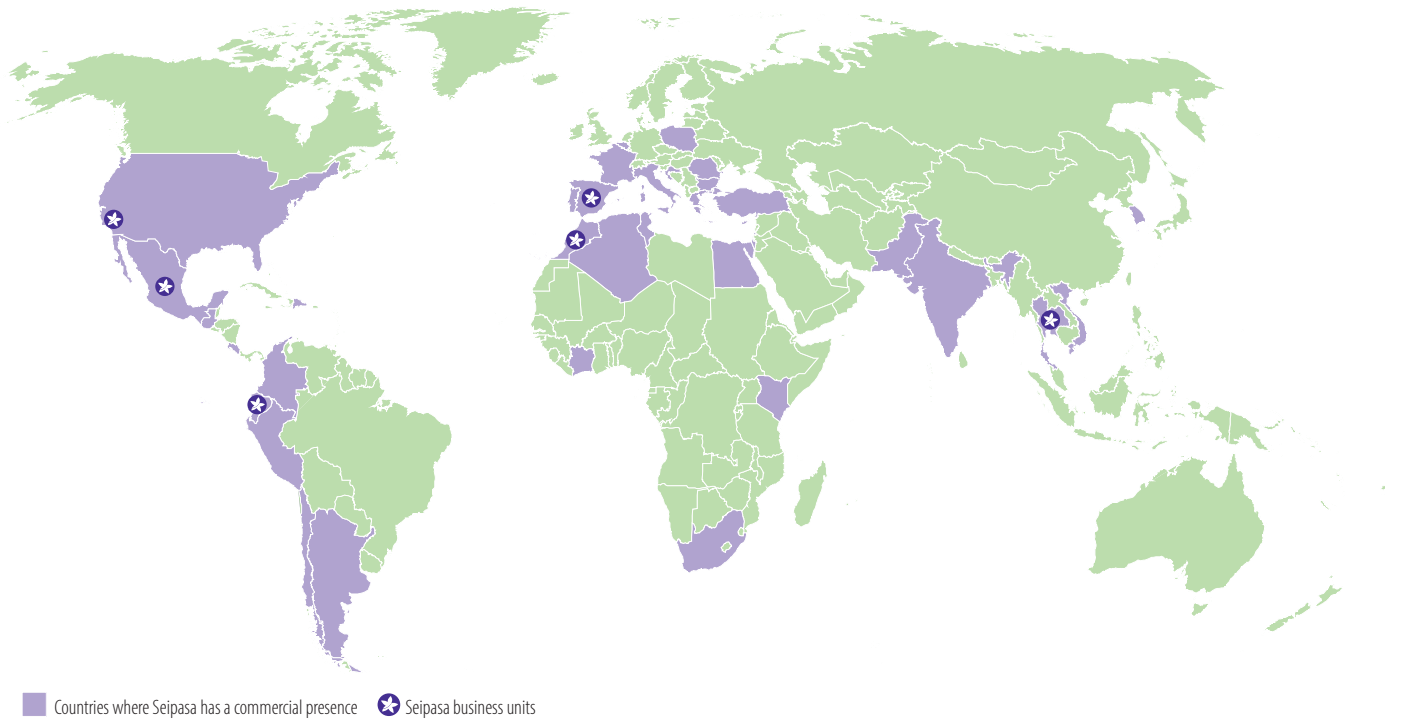 Countries where Seipasa has a commercial presence
Seipasa business units